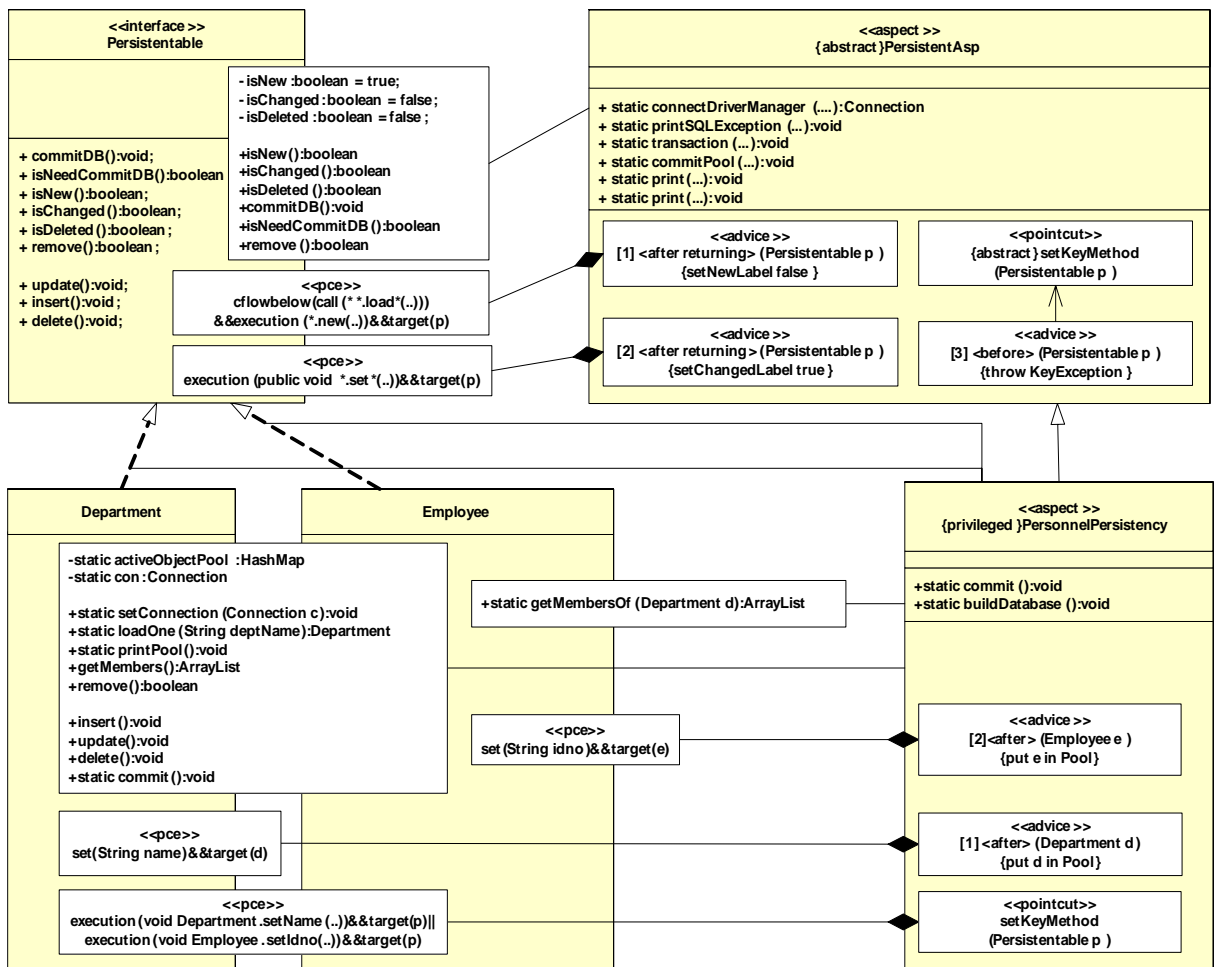 <<interface>>
Persistentable
+ commitDB():void;
+ isNeedCommitDB():boolean
+ isNew():boolean;
+ isChanged():boolean;
+ isDeleted():boolean;
+ remove():boolean;
+ update():void;
+ insert():void;
+ delete():void;
- isNew:boolean = true;
- isChanged:boolean = false;
- isDeleted:boolean = false;
+isNew():boolean
+isChanged():boolean
+isDeleted():boolean
+commitDB():void
+isNeedCommitDB():boolean
+remove():boolean
<<pce>>
cflowbelow(call(* *.load*(..)))
&&execution(*.new(..))&&target(p)
<<pce>>
execution(public void *.set*(..))&&target(p)
<<aspect>>
{abstract}PersistentAsp
+ static connectDriverManager (....):Connection
+ static printSQLException (...):void
+ static transaction (...):void
+ static commitPool (...):void
+ static print (...):void
+ static print (...):void
<<advice>>
[1] <after returning> (Persistentable p )
{setNewLabel false }
<<pointcut>>
{abstract}setKeyMethod
(Persistentable p )
<<advice>>
[2] <after returning> (Persistentable p )
{setChangedLabel true }
<<advice>>
[3] <before> (Persistentable p )
{throw KeyException }
Department
Employee
-static activeObjectPool :HashMap
-static con:Connection
+static setConnection (Connection c):void
+static loadOne (String deptName):Department
+static printPool():void
+getMembers():ArrayList
+remove():boolean
+insert():void
+update():void
+delete():void
+static commit():void
+static getMembersOf (Department d):ArrayList
<<pce>>
set(String idno)&&target(e)
<<pce>>
set(String name)&&target(d)
<<pce>>
execution(void Department.setName (..))&&target(p)||
execution(void Employee.setIdno(..))&&target(p)
<<aspect>>
{privileged}PersonnelPersistency
+static commit ():void
+static buildDatabase ():void
<<advice>>
[2]<after> (Employee e )
{put e in Pool}
<<advice>>
[1] <after> (Department d )
{put d in Pool}
<<pointcut>>
setKeyMethod
(Persistentable p )